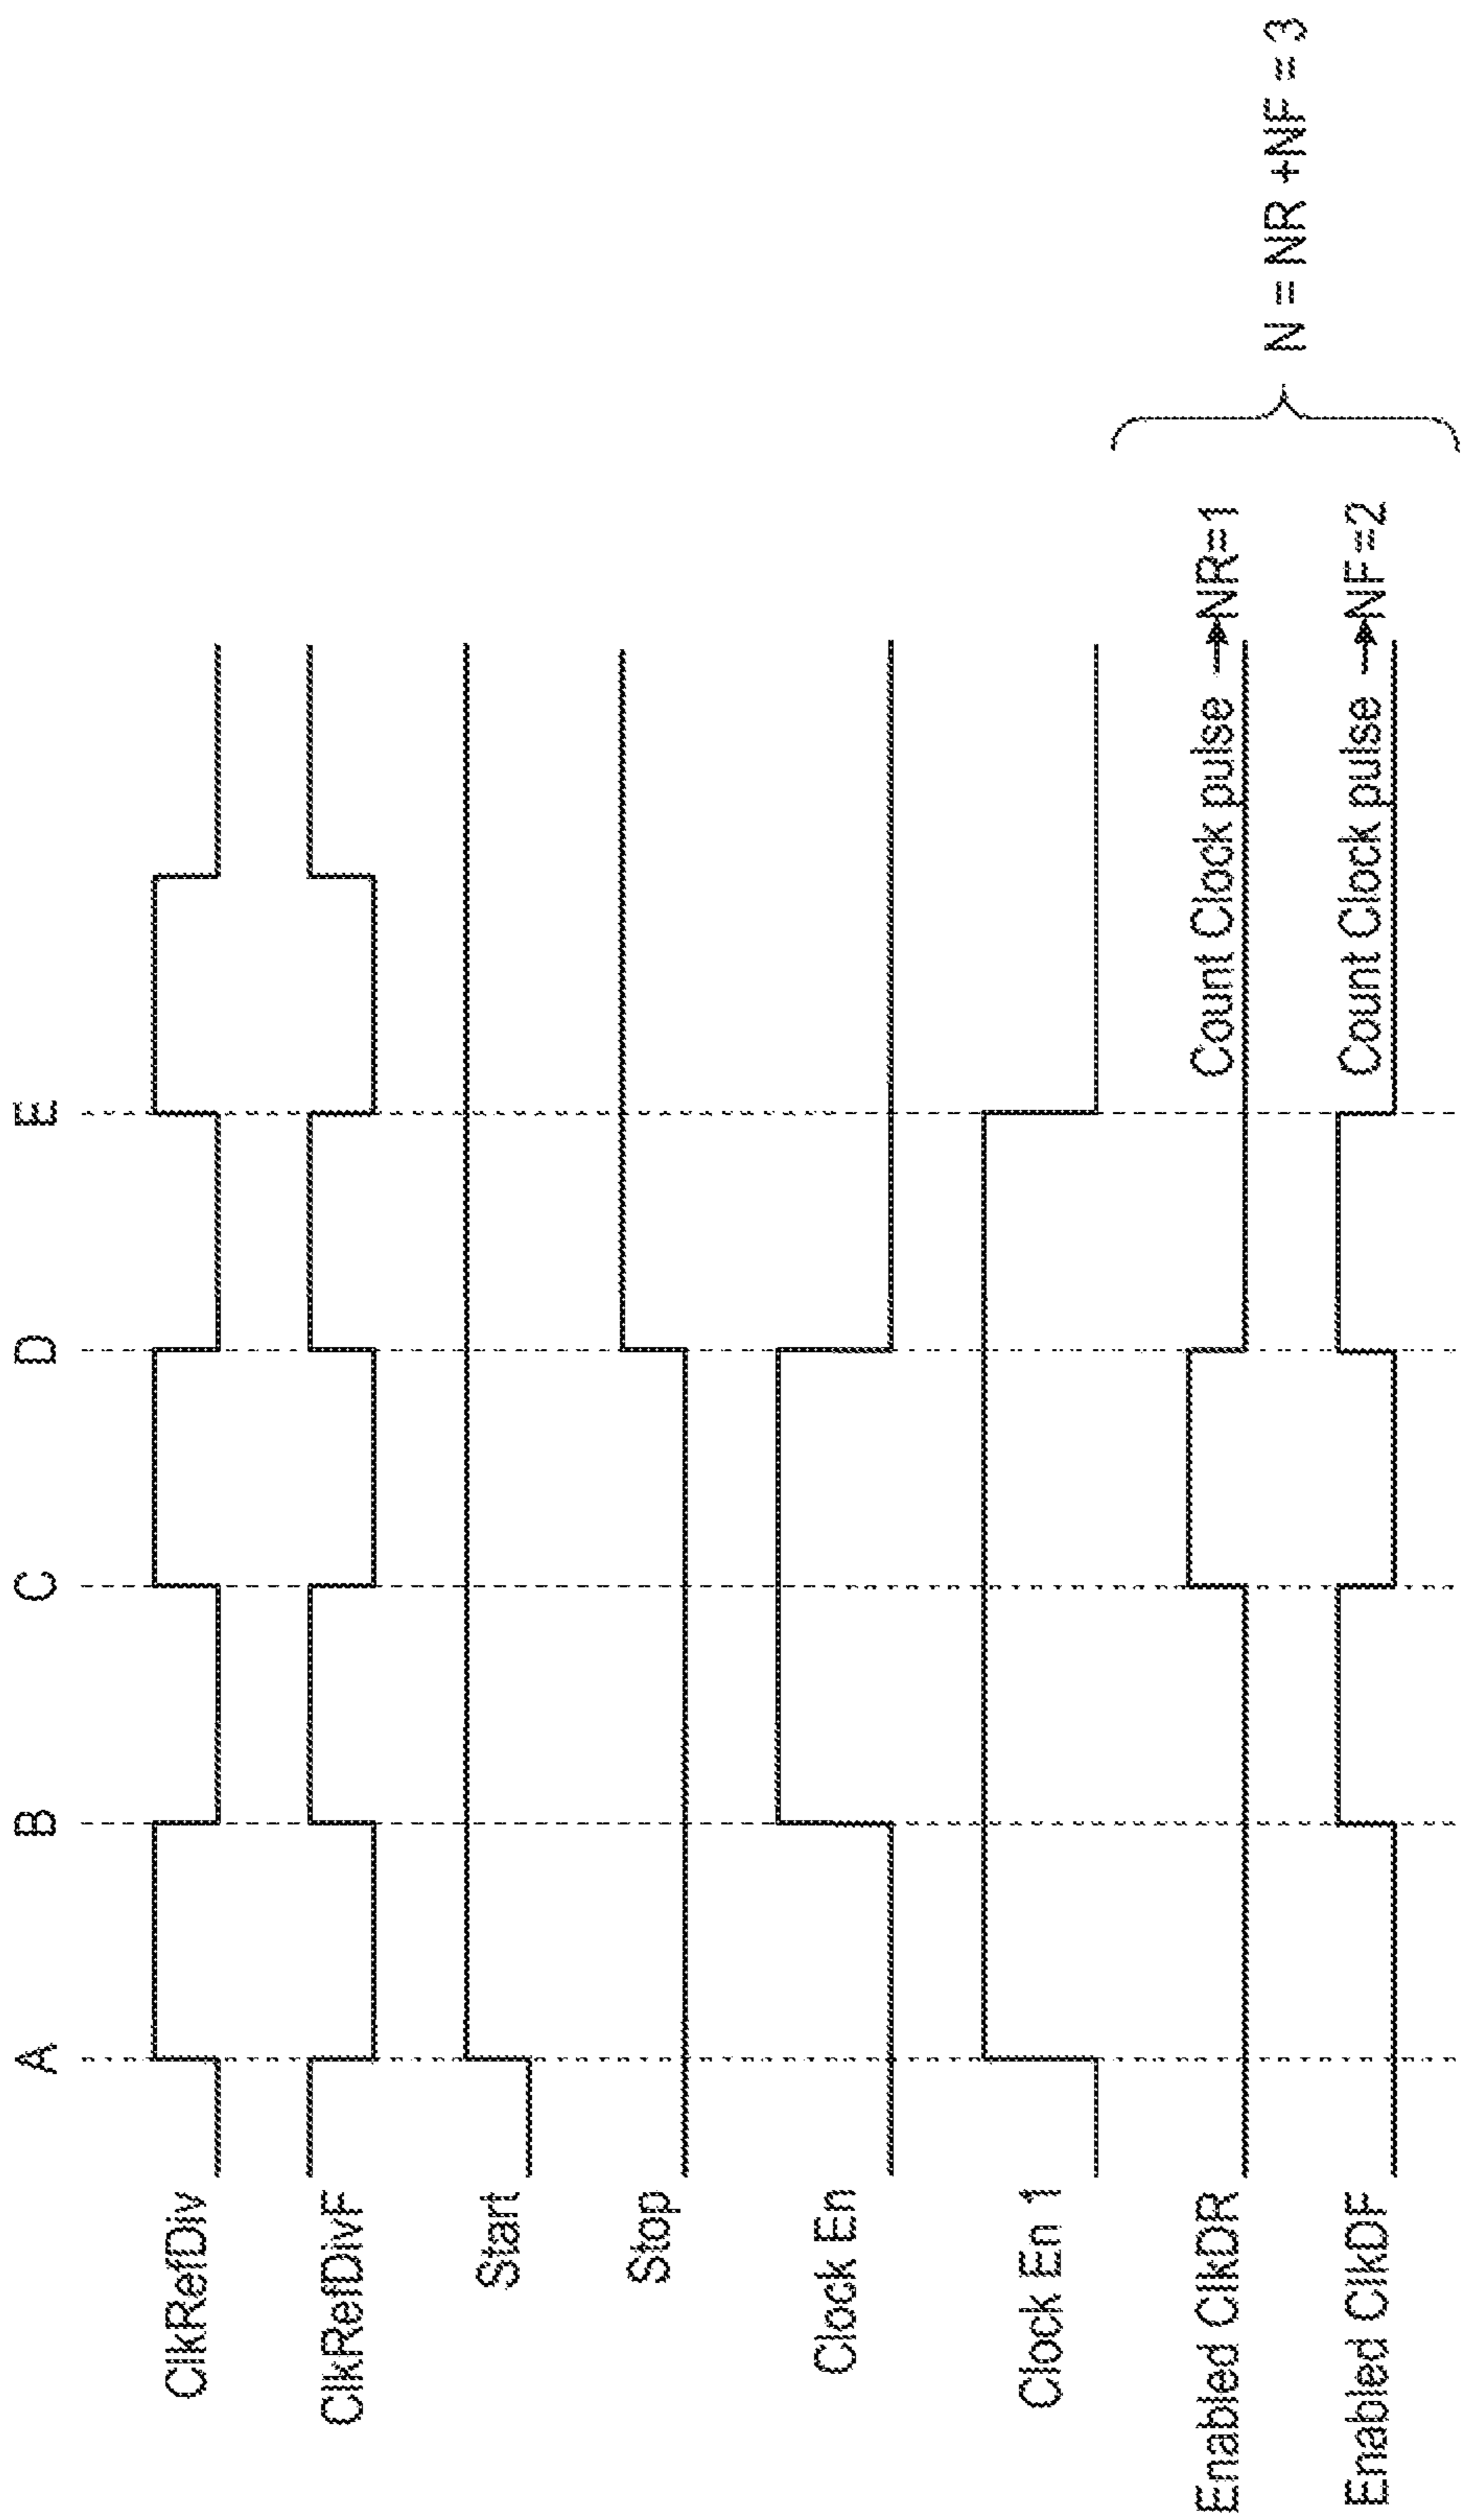 A B C D E
ClkRefDiv
ClkRefDivF
Start
Stop
Clock En
Clock En 1
Enabled ClkDR Count Clock pulse → NR=1
Enabled ClkDF Count Clock pulse → NF=2
N = NR +NF = 3